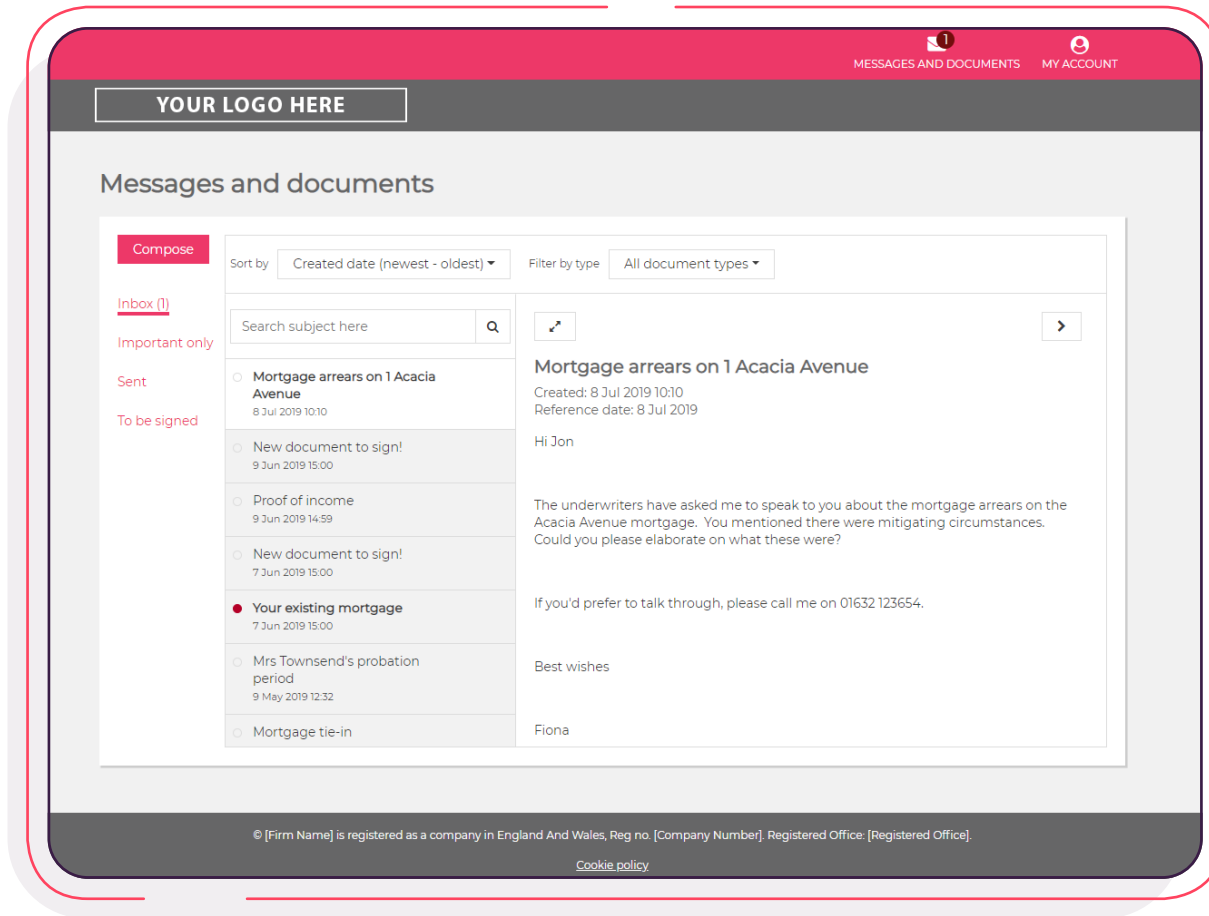 1
MESSAGES AND DOCUMENTS
MY ACCOUNT
YOUR LOGO HERE
Messages and documents
Compose
Inbox (1)
Important only
Sent
To be signed
Sort by
Created date (newest - oldest)
Filter by type
All document types
Search subject here
Mortgage arrears on 1 Acacia
Avenue
8 Jul 2019 10:10
New document to sign!
9 Jun 2019 15:00
Proof of income
9 Jun 2019 14:59
New document to sign!
7 Jun 2019 15:00
Your existing mortgage
7 Jun 2019 15:00
Mrs Townsend's probation
period
9 May 2019 12:32
Mortgage tie-in
Mortgage arrears on 1 Acacia Avenue
Created: 8 Jul 2019 10:10
Reference date: 8 Jul 2019
Hi Jon
The underwriters have asked me to speak to you about the mortgage arrears on the
Acacia Avenue mortgage. You mentioned there were mitigating circumstances.
Could you please elaborate on what these were?
If you'd prefer to talk through, please call me on 01632 123654.
Best wishes
Fiona
© [Firm Name] is registered as a company in England And Wales, Reg no. [Company Number]. Registered Office: [Registered Office].
Cookie policy